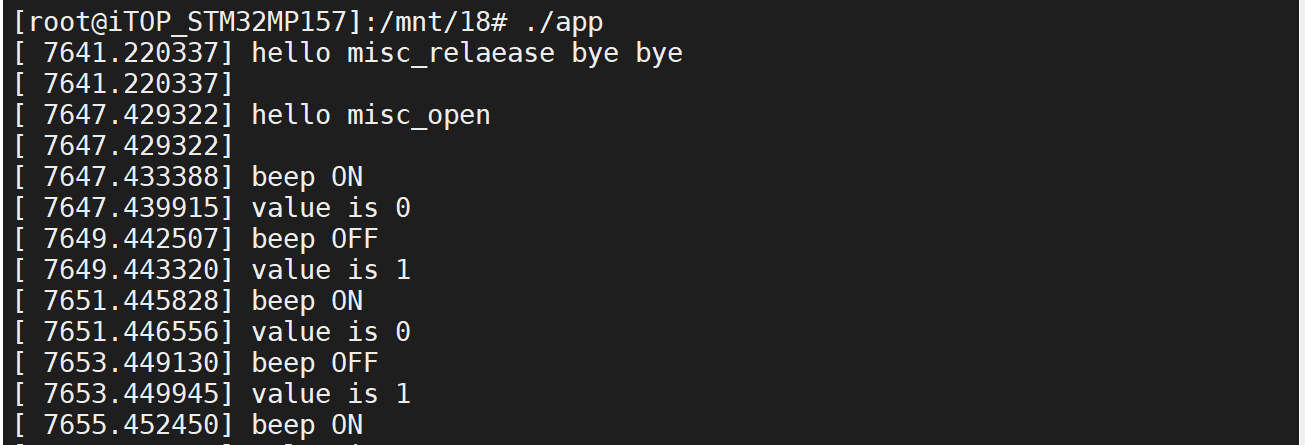 [root@iTOP_STM32MP157]:/mnt/18# ./app
[ 7641.220337] hello misc_relaease bye bye
[ 7641.220337]
[ 7647.429322] hello misc_open
[ 7647.429322]
[ 7647.433388] beep ON
[ 7647.439915] value is 0
[ 7649.442507] beep OFF
[ 7649.443320] value is 1
[ 7651.445828] beep ON
[ 7651.446556] value is 0
[ 7653.449130] beep OFF
[ 7653.449945] value is 1
[ 7655.452450] beep ON